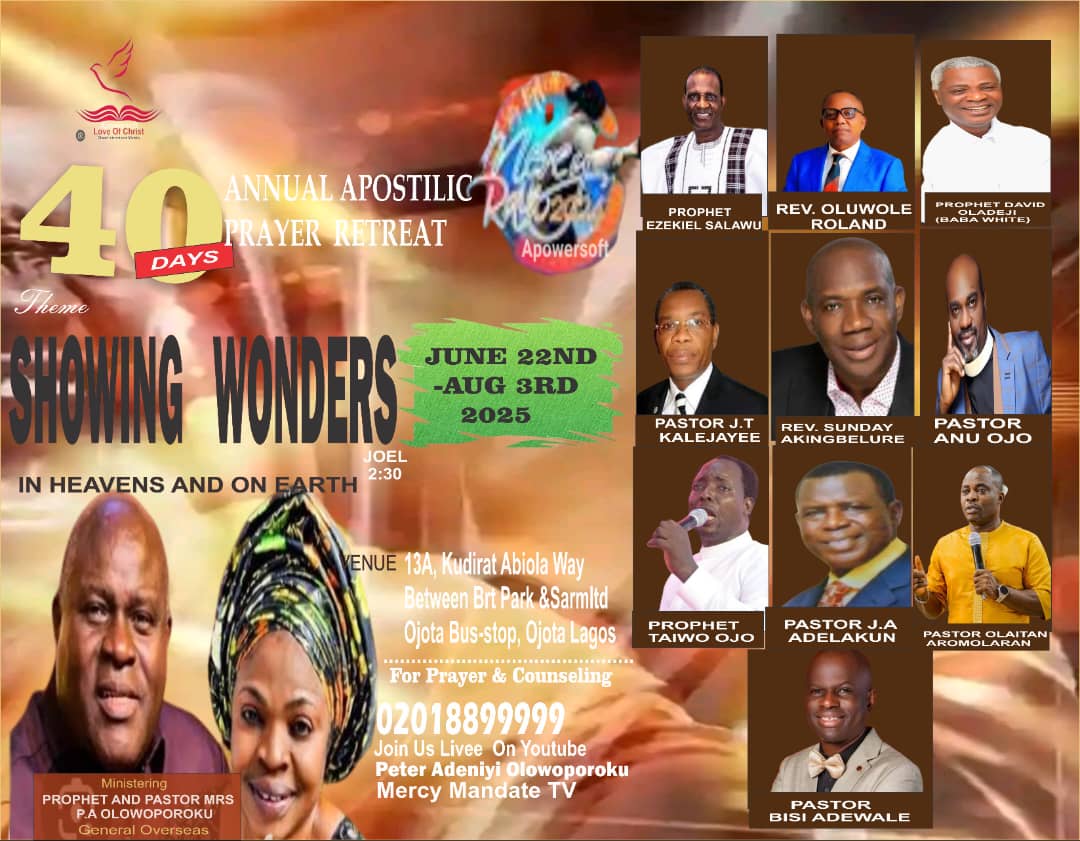 Love Of Christ
40
DAYS
ANNUAL APOSTILIC
PRAYER RETREAT
2024
Apowersoft
Theme
SHOWING WONDERS
IN HEAVENS AND ON EARTH
JOEL
2:30
JUNE 22ND
-AUG 3RD
2025
VENUE 13A, Kudirat Abiola Way
Between Brt Park &Sarmltd
Ojota Bus-stop, Ojota Lagos
For Prayer & Counseling
02018899999
Join Us Livee On Youtube
Peter Adeniyi Olowoporoku
Mercy Mandate TV
Ministering
PROPHET AND PASTOR MRS
P.A OLOWOPOROKU
General Overseas
PROPHET
EZEKIEL SALAWU
REV. OLUWOLE
ROLAND
PROPHET DAVID
OLADEJI
(BABA WHITE)
PASTOR J.T
KALEJAYEE
REV. SUNDAY
AKINGBELURE
PASTOR
ANU OJO
PROPHET
TAIWO OJO
PASTOR J.A
ADELAKUN
PASTOR OLAITAN
AROMOLARAN
PASTOR
BISI ADEWALE